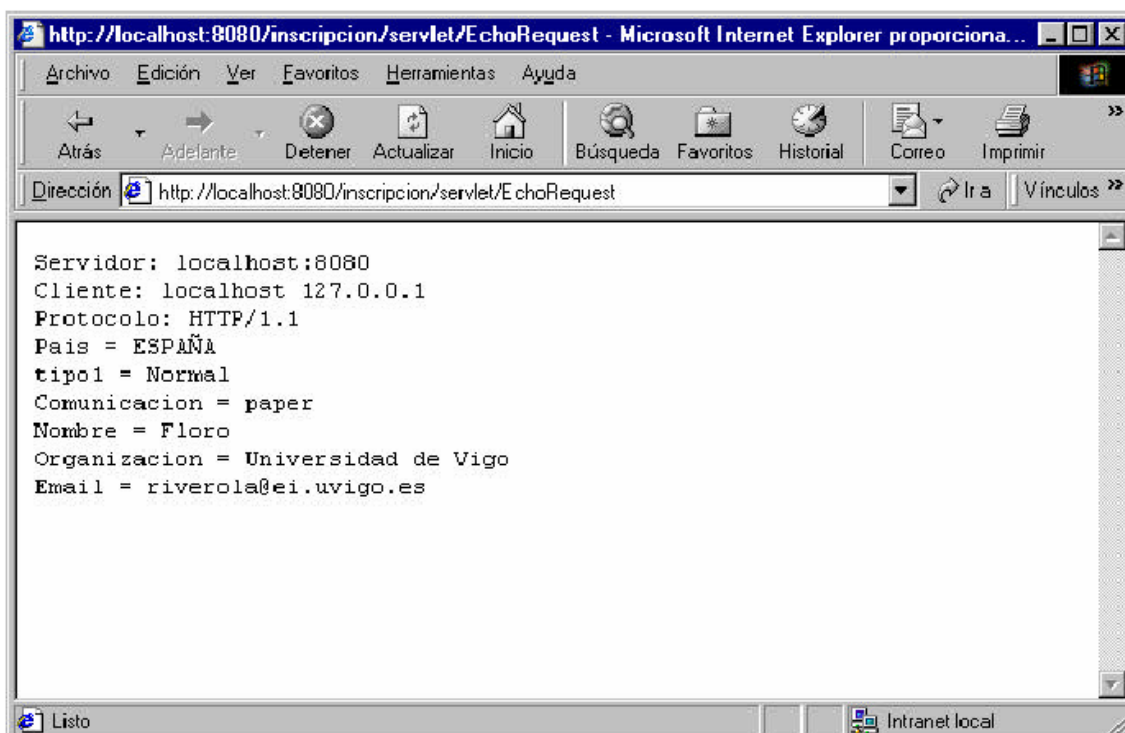 http://localhost:8080/inscripcion/servlet/EchoRequest - Microsoft Internet Explorer proporciona...
Archivo Edición Ver Favoritos Herramientas Ayuda
Atrás Adelante Detener Actualizar Inicio Búsqueda Favoritos Historial Correo Imprimir »
Dirección http://localhost:8080/inscripcion/servlet/EchoRequest Ir a Vínculos »
Servidor: localhost:8080
Cliente: localhost 127.0.0.1
Protocolo: HTTP/1.1
Pais = ESPAÑA
tipo1 = Normal
Comunicacion = paper
Nombre = Floro
Organizacion = Universidad de Vigo
Email = riverola@ei.uvigo.es
Listo Intranet local